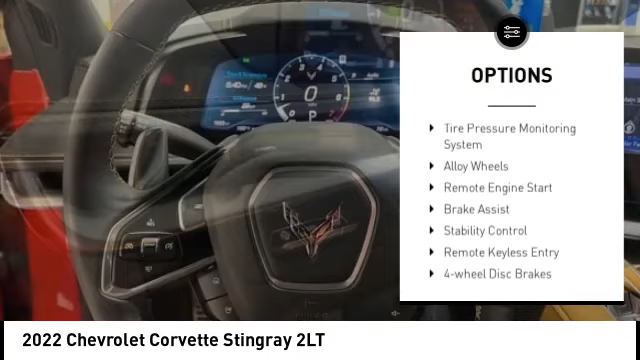 OPTIONS
Tire Pressure Monitoring
System
Alloy Wheels
Remote Engine Start
Brake Assist
Stability Control
Remote Keyless Entry
4-wheel Disc Brakes
0
P
2022 Chevrolet Corvette Stingray 2LT